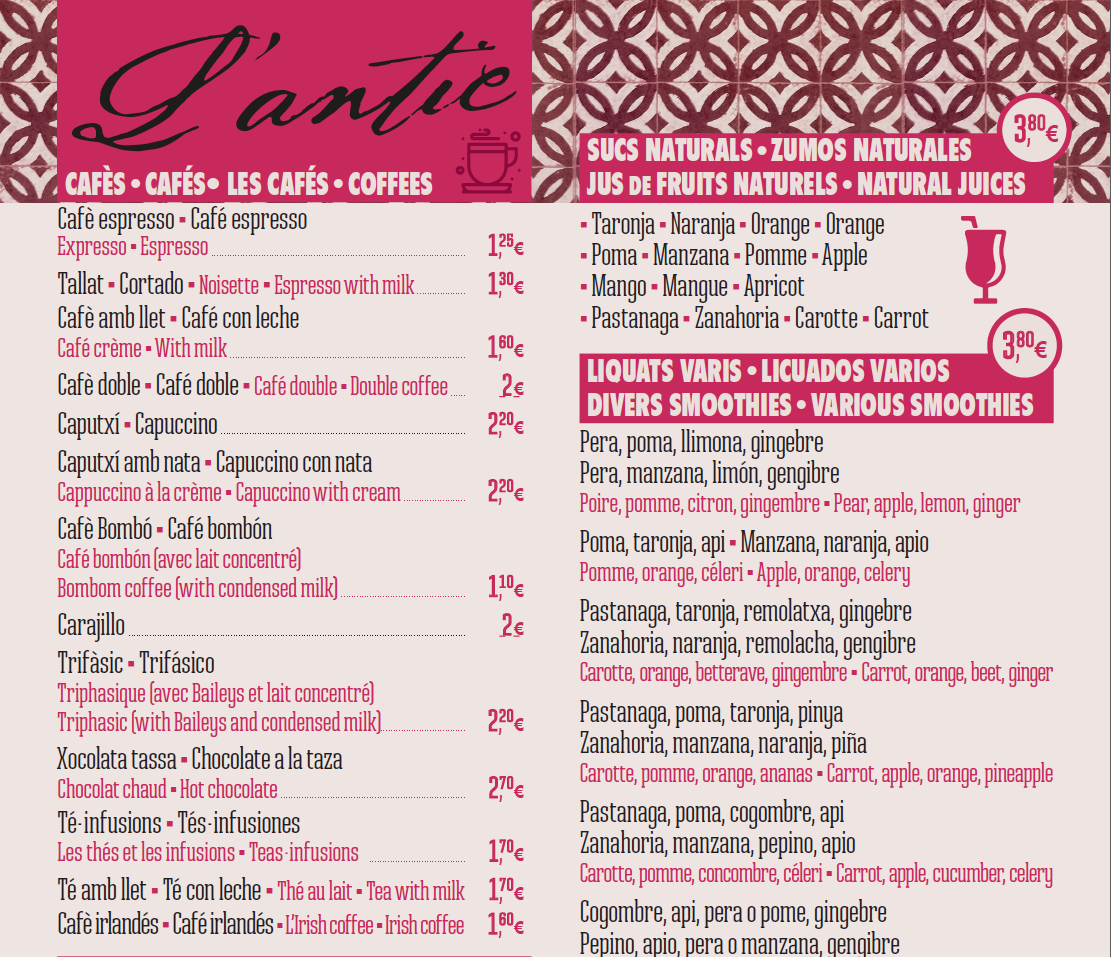 L'antic
CAFÈS • CAFÉS • LES CAFÉS • COFFEES
Cafè espresso ▪ Café espresso
Expresso ▪ Espresso 1,25€
Tallat ▪ Cortado ▪ Noisette ▪ Espresso with milk 1,30€
Cafè amb llet ▪ Café con leche
Café crème ▪ With milk 1,60€
Cafè doble ▪ Café doble ▪ Café double ▪ Double coffee 2€
Caputxí ▪ Capuccino 2,20€
Caputxí amb nata ▪ Capuccino con nata
Cappuccino à la crème ▪ Capuccino with cream 2,20€
Cafè Bombó ▪ Café bombón
Café bombón (avec lait concentré)
Bombom coffee (with condensed milk) 1,10€
Carajillo 2€
Trifàsic ▪ Trifásico
Triphasique (avec Baileys et lait concentré)
Triphasic (with Baileys and condensed milk) 2,20€
Xocolata tassa ▪ Chocolate a la taza
Chocolat chaud ▪ Hot chocolate 2,70€
Té-infusions ▪ Tés-infusiones
Les thés et les infusions ▪ Teas-infusions 1,70€
Té amb llet ▪ Té con leche ▪ Thé au lait ▪ Tea with milk 1,70€
Cafè irlandés ▪ Café irlandés ▪ L'Irish coffee ▪ Irish coffee 1,60€
3,80€
SUCS NATURALS • ZUMOS NATURALES
JUS DE FRUITS NATURELS • NATURAL JUICES
▪ Taronja ▪ Naranja ▪ Orange ▪ Orange
▪ Poma ▪ Manzana ▪ Pomme ▪ Apple
▪ Mango ▪ Mangue ▪ Apricot
▪ Pastanaga ▪ Zanahoria ▪ Carotte ▪ Carrot
3,80€
LIQUATS VARIS • LICUADOS VARIOS
DIVERS SMOOTHIES • VARIOUS SMOOTHIES
Pera, poma, llimona, gingebre
Pera, manzana, limón, gengibre
Poire, pomme, citron, gingembre ▪ Pear, apple, lemon, ginger
Poma, taronja, api ▪ Manzana, naranja, apio
Pomme, orange, céleri ▪ Apple, orange, celery
Pastanaga, taronja, remolatxa, gingebre
Zanahoria, naranja, remolacha, gengibre
Carotte, orange, betterave, gingembre ▪ Carrot, orange, beet, ginger
Pastanaga, poma, taronja, pinya
Zanahoria, manzana, naranja, piña
Carotte, pomme, orange, ananas ▪ Carrot, apple, orange, pineapple
Pastanaga, poma, cogombre, api
Zanahoria, manzana, pepino, apio
Carotte, pomme, concombre, céleri ▪ Carrot, apple, cucumber, celery
Cogombre, api, pera o pome, gingebre
Pepino, apio, pera o manzana, gengibre